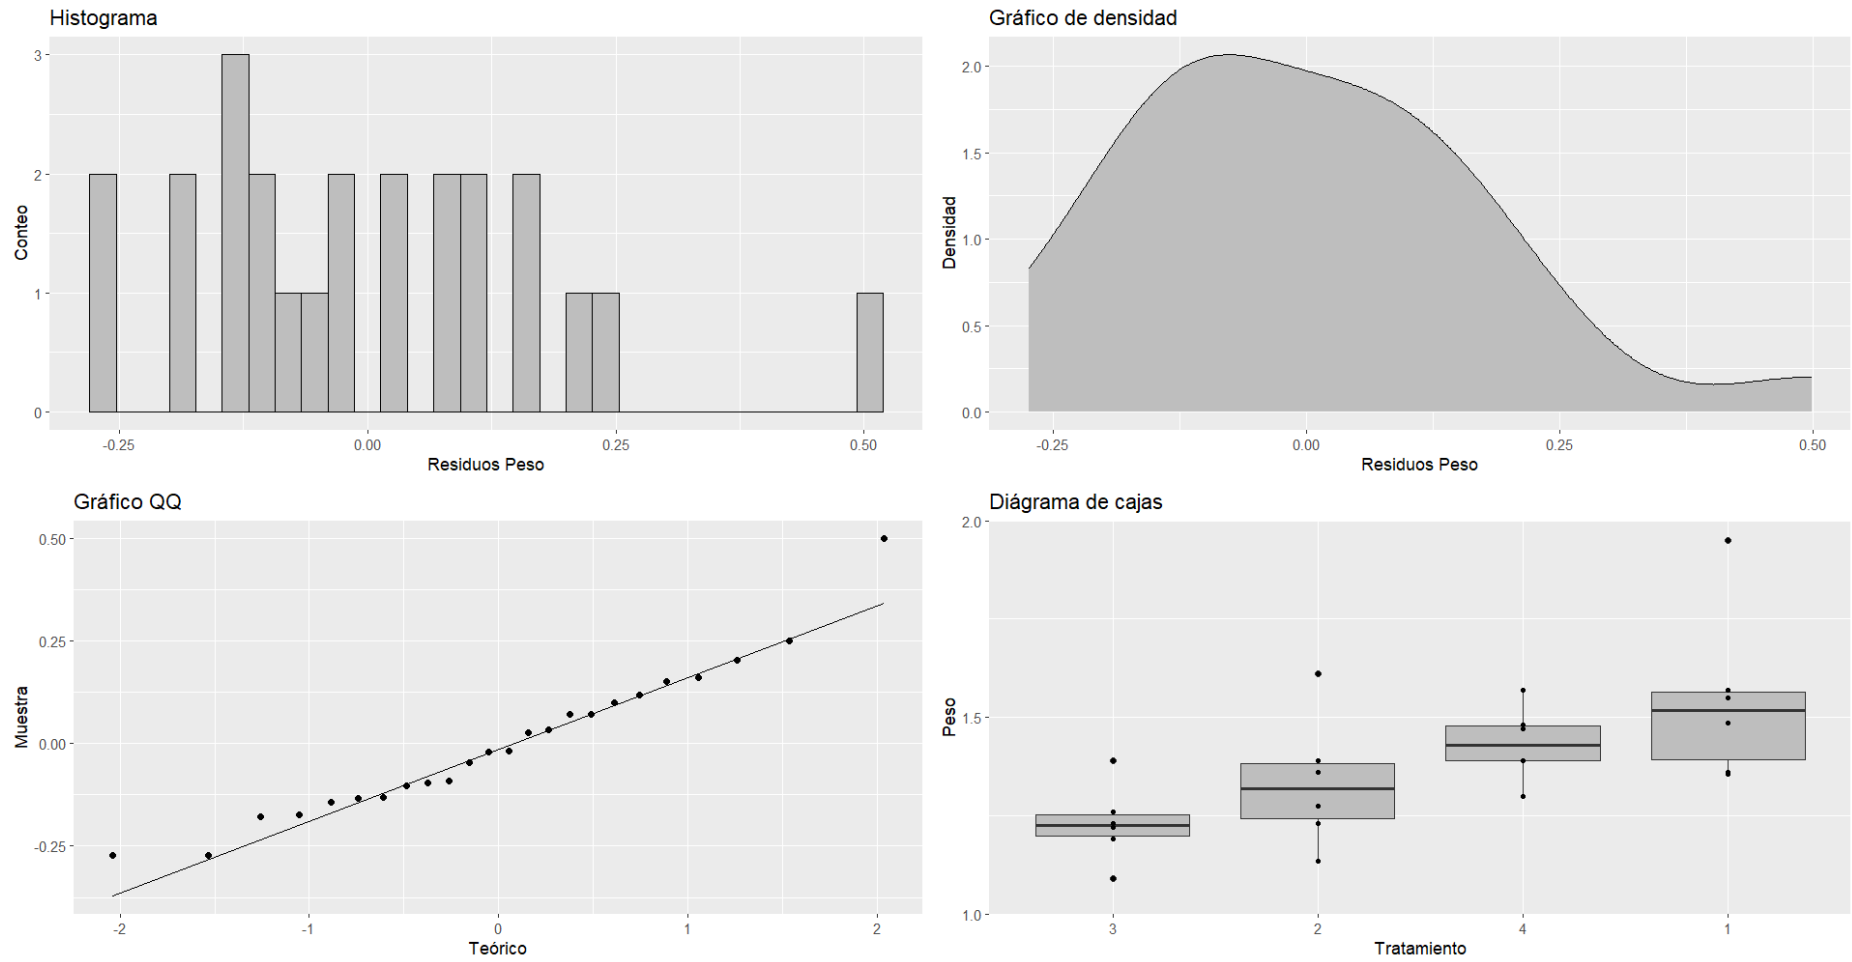 Histograma
3
2
1
0
Conteo
-0.25
0.00
0.25
0.50
Residuos Peso
Gráfico de densidad
2.0
1.5
1.0
0.5
0.0
Densidad
-0.25
0.00
0.25
0.50
Residuos Peso
Gráfico QQ
0.50
0.25
0.00
-0.25
Muestra
-2
-1
0
1
2
Teórico
Diágrama de cajas
2.0
1.5
1.0
Peso
3
2
4
1
Tratamiento